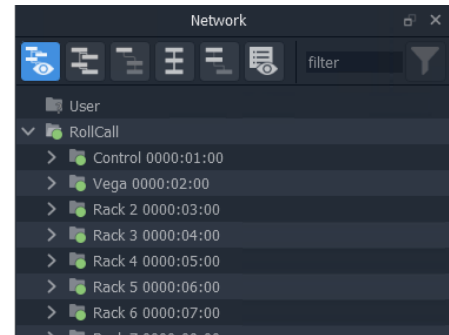 Network
filter
User
RollCall
Control 0000:01:00
Vega 0000:02:00
Rack 2 0000:03:00
Rack 3 0000:04:00
Rack 4 0000:05:00
Rack 5 0000:06:00
Rack 6 0000:07:00